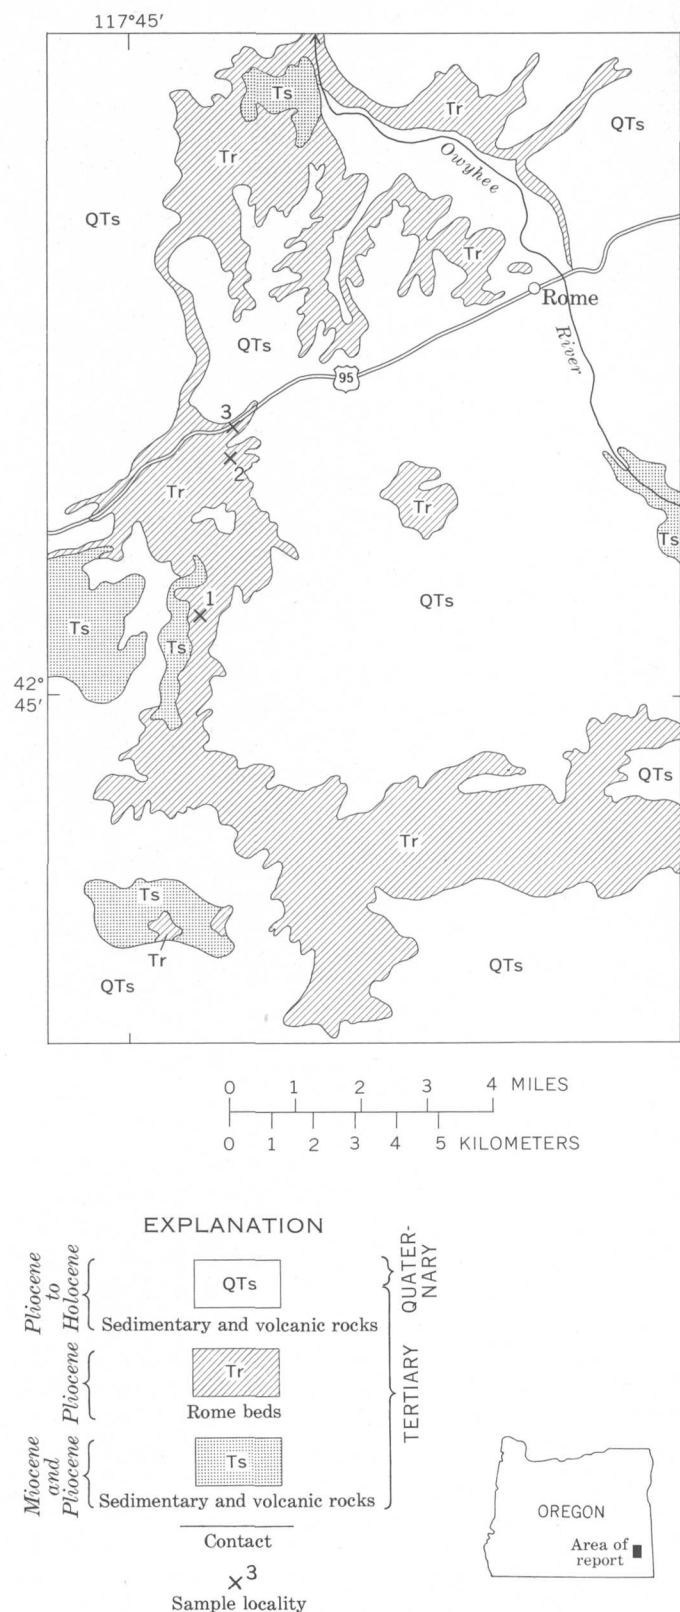 117°45′
Ts
Tr
QTs
Tr
Owyhee
QTs
Tr
Rome
QTs
River
95
3
2
Tr
Tr
Ts
QTs
1
Ts
Ts
42°
45′
QTs
Tr
Ts
Tr
QTs
QTs
0 1 2 3 4 MILES
0 1 2 3 4 5 KILOMETERS
EXPLANATION
Pliocene
to
Holocene
QTs
Sedimentary and volcanic rocks
QUATER-
NARY
Pliocene
Tr
Rome beds
TERTIARY
Miocene
and
Pliocene
Ts
Sedimentary and volcanic rocks
Contact
3
Sample locality
OREGON
Area of
report